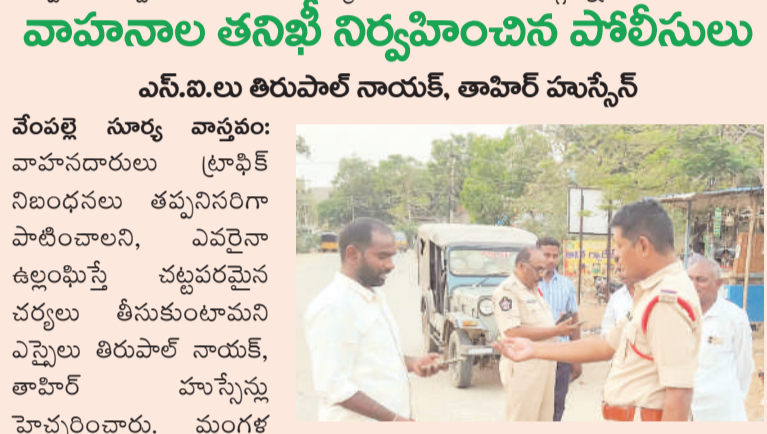 వాహనాల తనిఖీ నిర్వహించిన పోలీసులు
ఎస్.ఐ.లు తిరుపాల్ నాయక్, తాహిర్ హుస్సేన్
వేంపల్లె సూర్య వాస్తవం:
వాహనదారులు ట్రాఫిక్
నిబంధనలు తప్పనిసరిగా
పాటించాలని, ఎవరైనా
ఉల్లంఘిస్తే చట్టపరమైన
చర్యలు తీసుకుంటామని
ఎస్సైలు తిరుపాల్ నాయక్,
తాహిర్ హుస్సేన్లు
హెచ్చరించారు. మంగళ